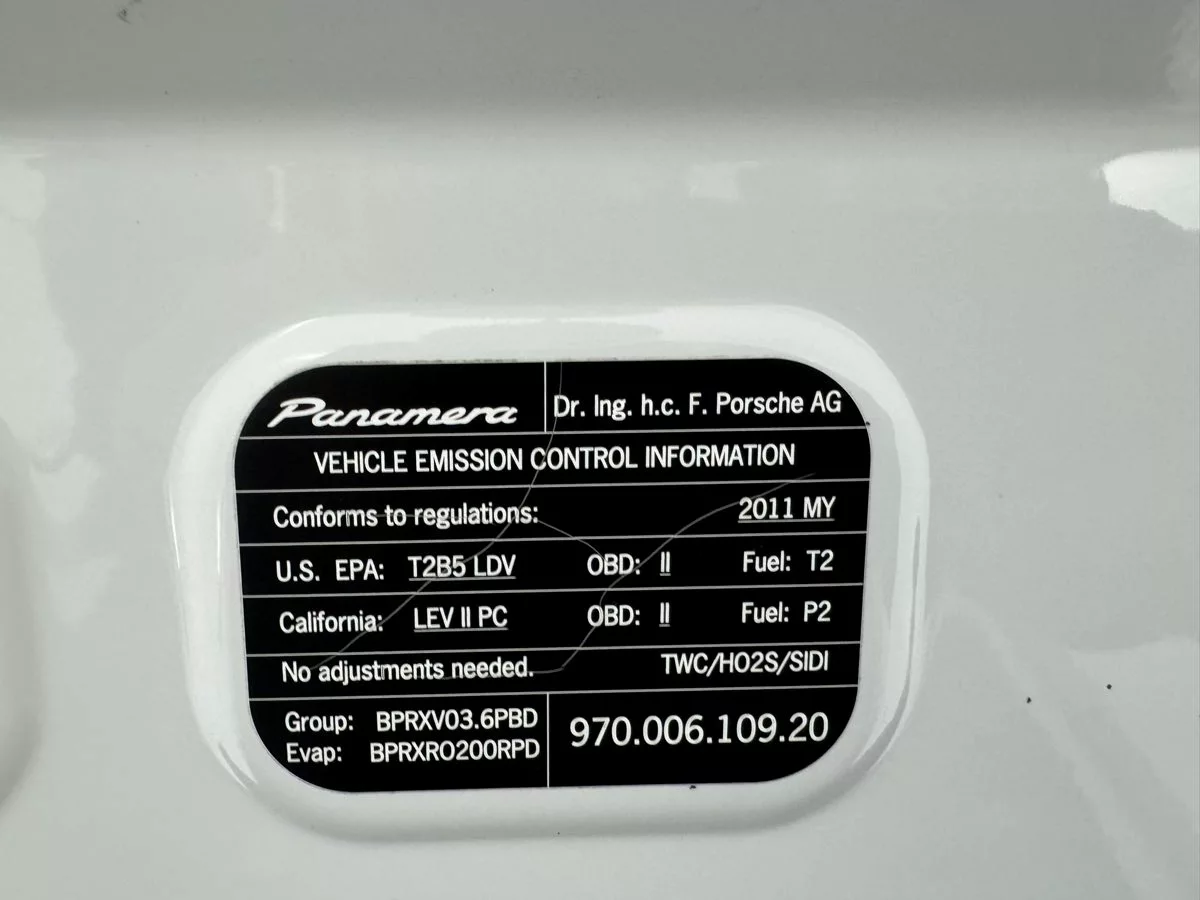 Panamera Dr. Ing. h.c. F. Porsche AG
VEHICLE EMISSION CONTROL INFORMATION
Conforms to regulations: 2011 MY
U.S. EPA: T2B5 LDV OBD: II Fuel: T2
California: LEV II PC OBD: II Fuel: P2
No adjustments needed. TWC/HO2S/SIDI
Group: BPRXV03.6PBD
Evap: BPRXR0200RPD
970.006.109.20